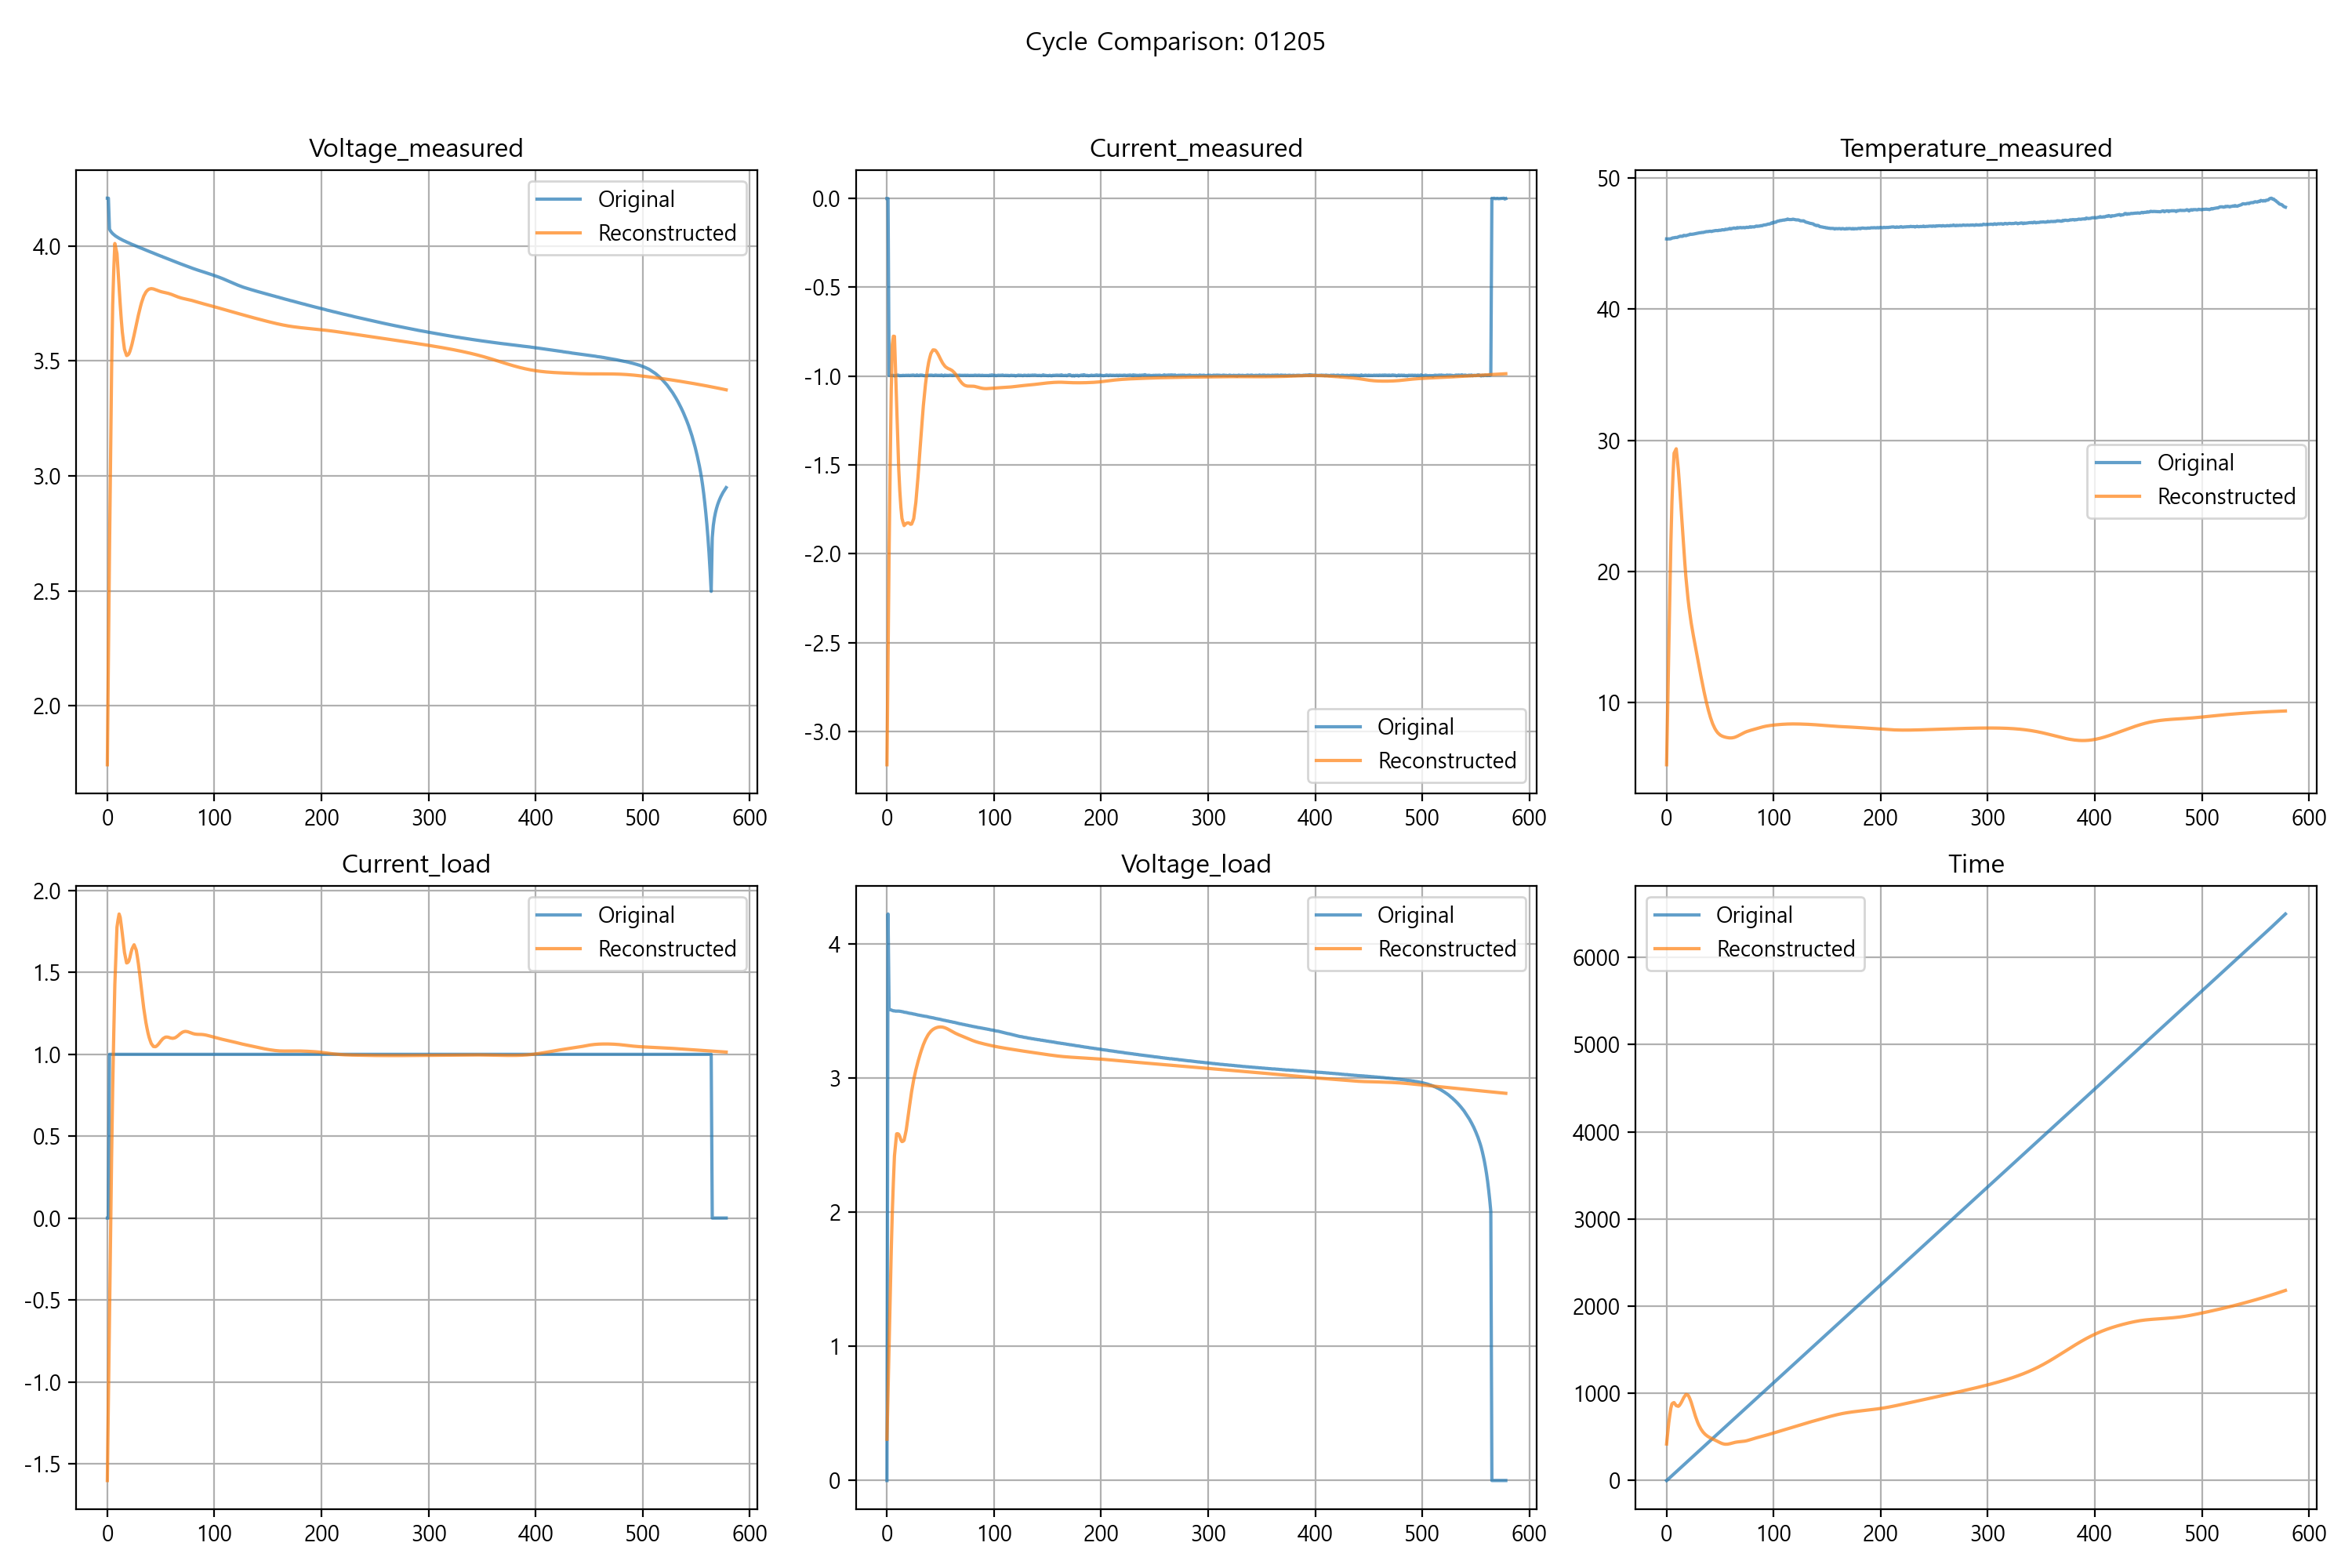 Cycle Comparison: 01205
Voltage_measured
Original
Reconstructed
4.0
3.5
3.0
2.5
2.0
0 100 200 300 400 500 600
Current_measured
0.0
-0.5
-1.0
-1.5
-2.0
-2.5
-3.0
Original
Reconstructed
0 100 200 300 400 500 600
Temperature_measured
50
40
30
20
10
Original
Reconstructed
0 100 200 300 400 500 600
Current_load
2.0
Original
Reconstructed
1.5
1.0
0.5
0.0
-0.5
-1.0
-1.5
0 100 200 300 400 500 600
Voltage_load
Original
Reconstructed
4
3
2
1
0
0 100 200 300 400 500 600
Time
Original
Reconstructed
6000
5000
4000
3000
2000
1000
0
0 100 200 300 400 500 600